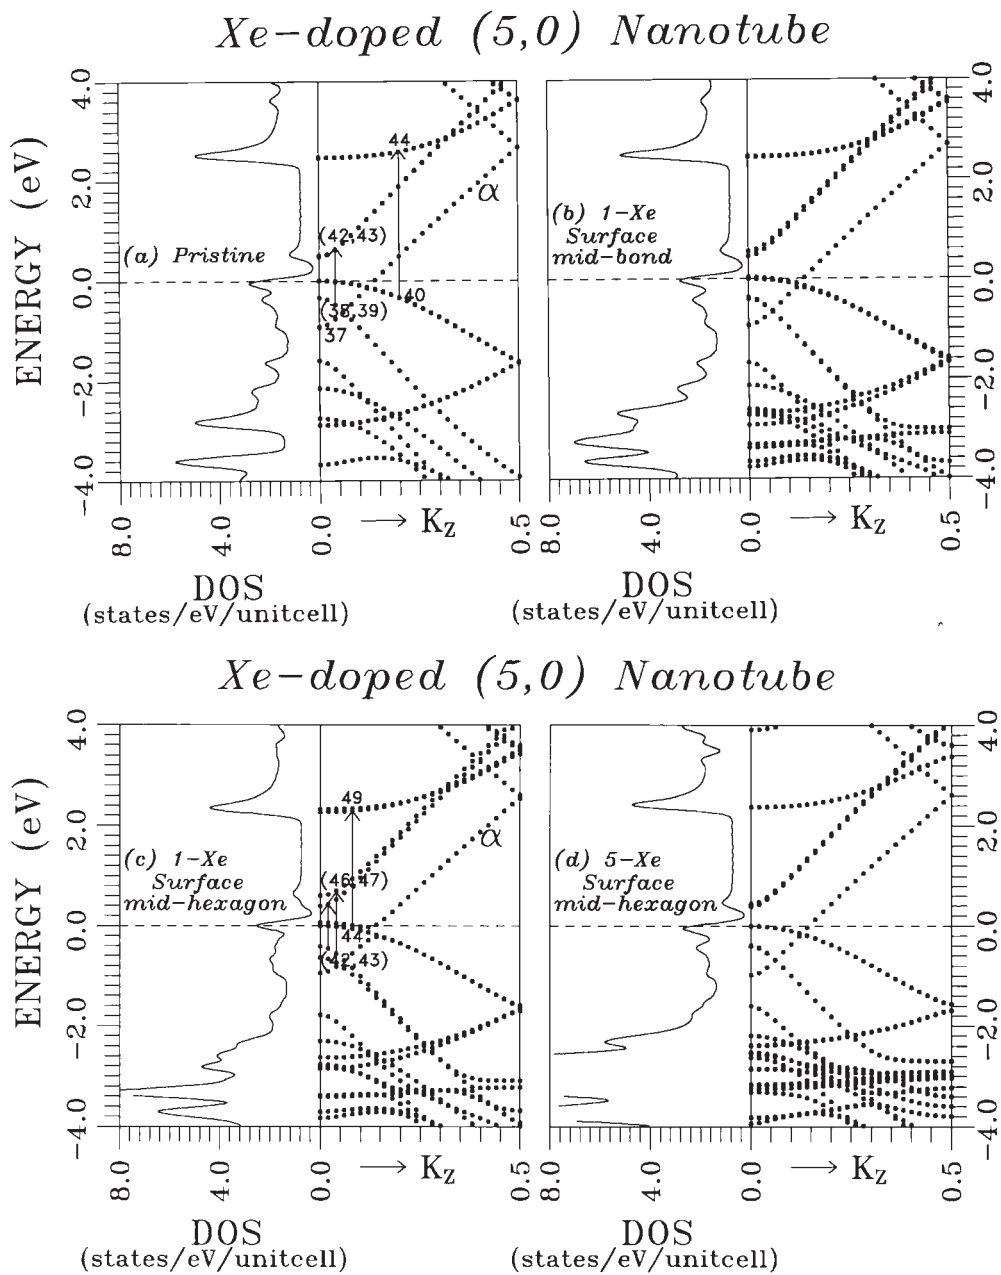 Xe-doped (5,0) Nanotube
ENERGY (eV)
4.0
2.0
0.0
-2.0
-4.0
44
α
(42,43)
(a) Pristine
40
(38,39)
37
8.0
4.0
0.0
→ Kz
0.5
DOS
(states/eV/unitcell)
(b) 1-Xe
Surface
mid-bond
4.0
2.0
0.0
-2.0
-4.0
8.0
4.0
0.0
→ Kz
0.5
DOS
(states/eV/unitcell)
Xe-doped (5,0) Nanotube
ENERGY (eV)
4.0
2.0
0.0
-2.0
-4.0
49
α
(c) 1-Xe
Surface
mid-hexagon
(46,47)
44
(42,43)
8.0
4.0
0.0
→ Kz
0.5
DOS
(states/eV/unitcell)
(d) 5-Xe
Surface
mid-hexagon
4.0
2.0
0.0
-2.0
-4.0
8.0
4.0
0.0
→ Kz
0.5
DOS
(states/eV/unitcell)